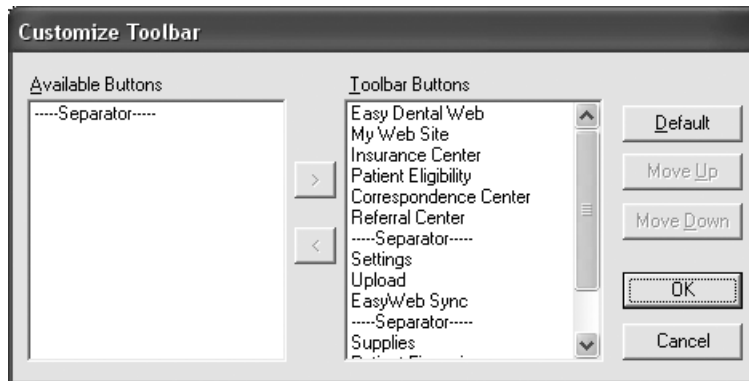 Customize Toolbar
Available Buttons
-----Separator-----
>
<
Toolbar Buttons
Easy Dental Web
My Web Site
Insurance Center
Patient Eligibility
Correspondence Center
Referral Center
-----Separator-----
Settings
Upload
EasyWeb Sync
-----Separator-----
Supplies
Default
Move Up
Move Down
OK
Cancel